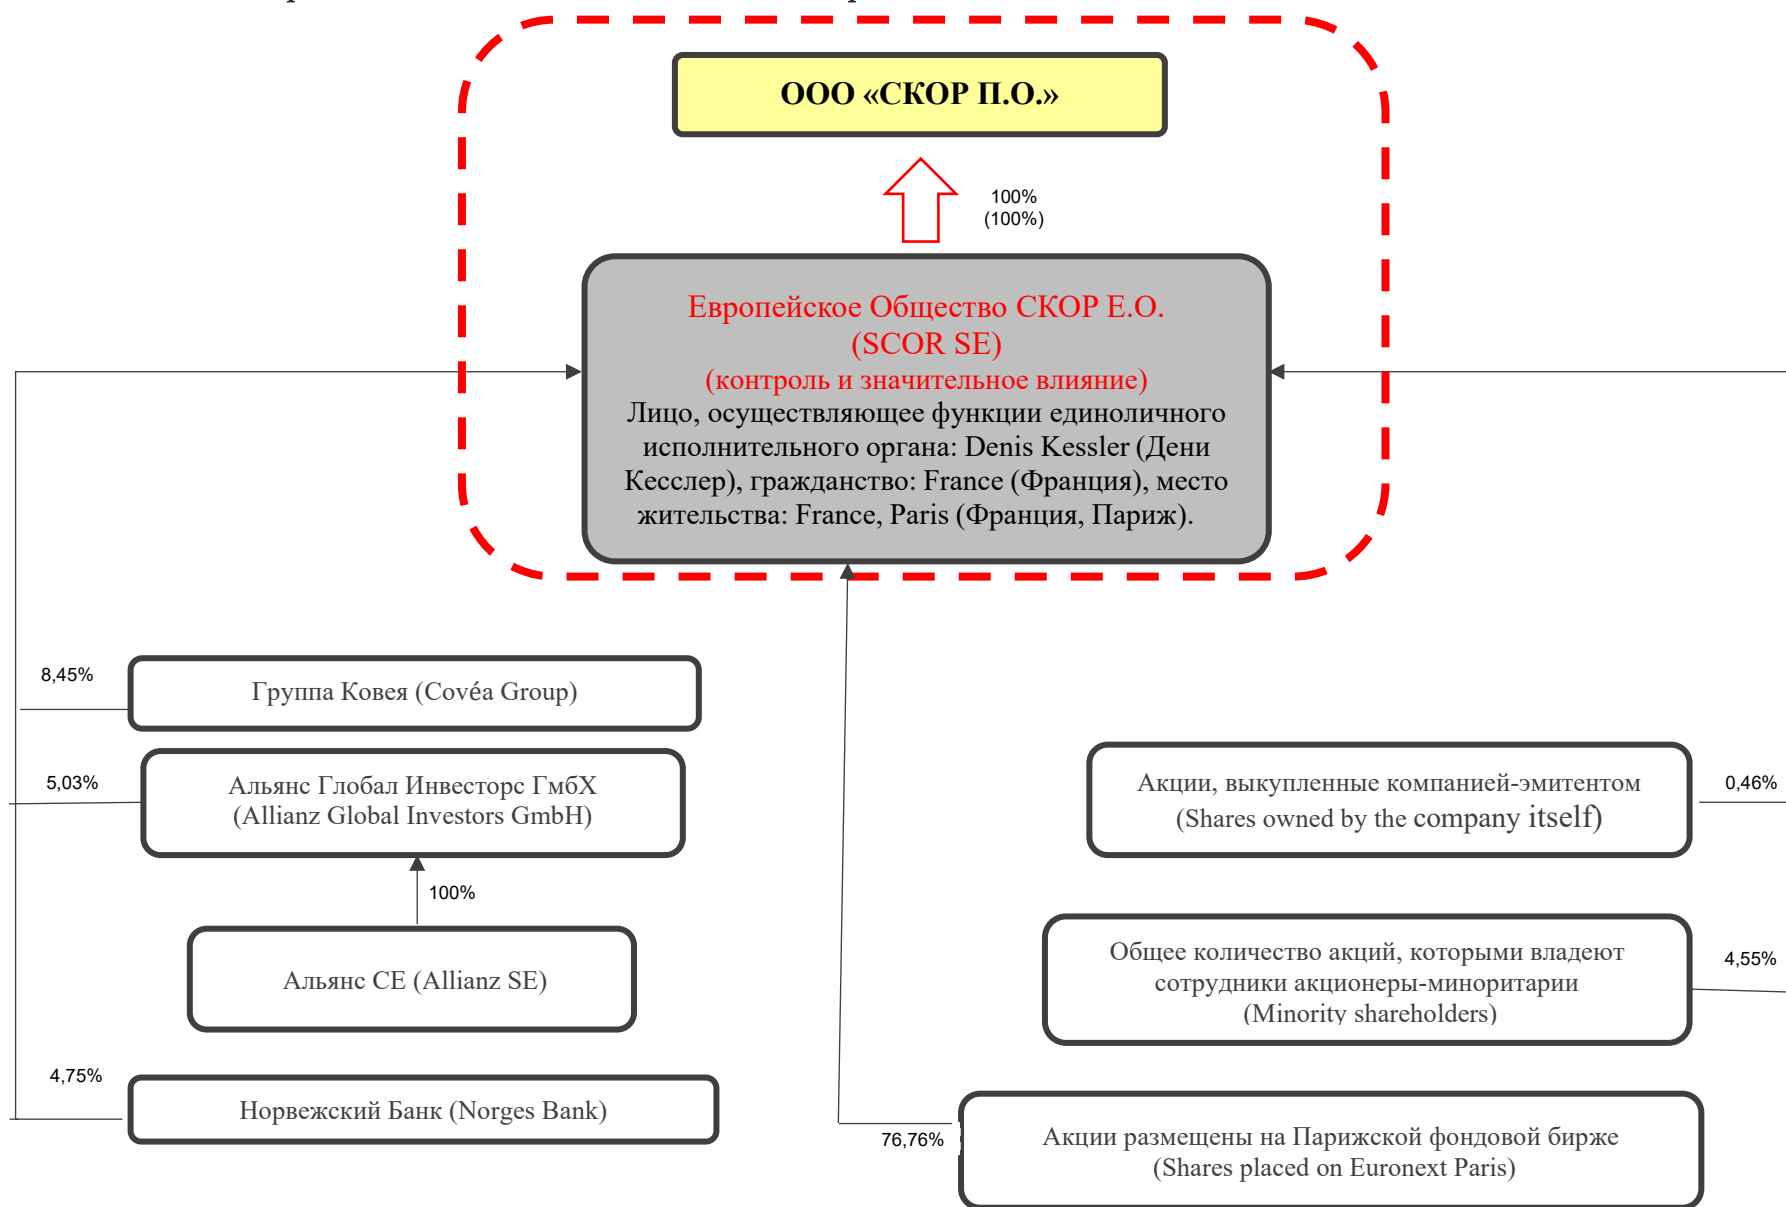 ООО «СКОР П.О.»
100%
(100%)
Европейское Общество СКОР Е.О.
(SCOR SE)
(контроль и значительное влияние)
Лицо, осуществляющее функции единоличного
исполнительного органа: Denis Kessler (Дени
Кесслер), гражданство: France (Франция), место
жительства: France, Paris (Франция, Париж).
8,45%
Группа Ковея (Covéa Group)
5,03%
Альянс Глобал Инвесторс ГмбХ
(Allianz Global Investors GmbH)
100%
Альянс СЕ (Allianz SE)
4,75%
Норвежский Банк (Norges Bank)
Акции, выкупленные компанией-эмитентом
(Shares owned by the company itself)
0,46%
Общее количество акций, которыми владеют
сотрудники акционеры-миноритарии
(Minority shareholders)
4,55%
76,76%
Акции размещены на Парижской фондовой бирже
(Shares placed on Euronext Paris)